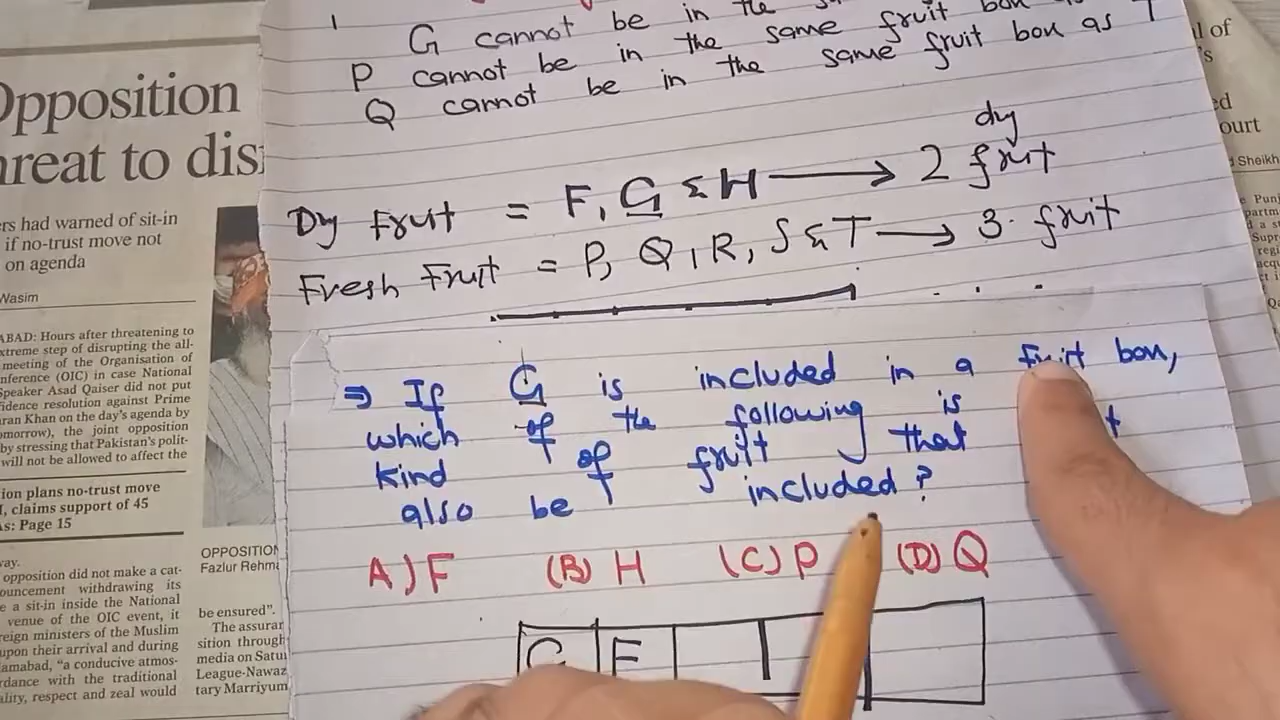 G cannot be in the
P cannot be in the same fruit box
Q cannot be in the same fruit box as T
Dry Fruit = F, G & H → 2 dry fruit
Fresh Fruit = P, Q, R, S & T → 3 fruit
⇒ If G is included in a fruit box,
which of the following is
kind of fruit that
also be included?
A) F (B) H (C) P (D) Q
G F
Opposition
hreat to dis
ers had warned of sit-in
if no-trust move not
on agenda
Wasim
ABAD: Hours after threatening to
xtreme step of disrupting the all-
meeting of the Organisation of
nference (OIC) in case National
Speaker Asad Qaiser did not put
fidence resolution against Prime
ran Khan on the day's agenda by
omorrow), the joint opposition
by stressing that Pakistan's polit-
will not be allowed to affect the
ion plans no-trust move
I, claims support of 45
As: Page 15
way.
opposition did not make a cat-
ouncement withdrawing its
e a sit-in inside the National
venue of the OIC event, it
reign ministers of the Muslim
upon their arrival and during
amabad, "a conducive atmos-
rdance with the traditional
ality, respect and zeal would
OPPOSITION
Fazlur Rehma
be ensured".
The assuran
sition through
media on Satu
League-Nawaz
tary Marriyum
l of
's
ed
ourt
Sheikh